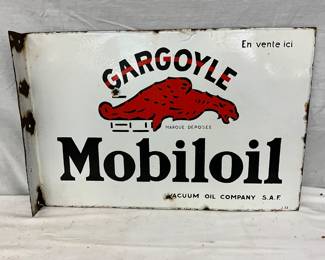 En vente ici
GARGOYLE
MARQUE DÉPOSÉE
Mobiloil
VACUUM OIL COMPANY S.A.F.